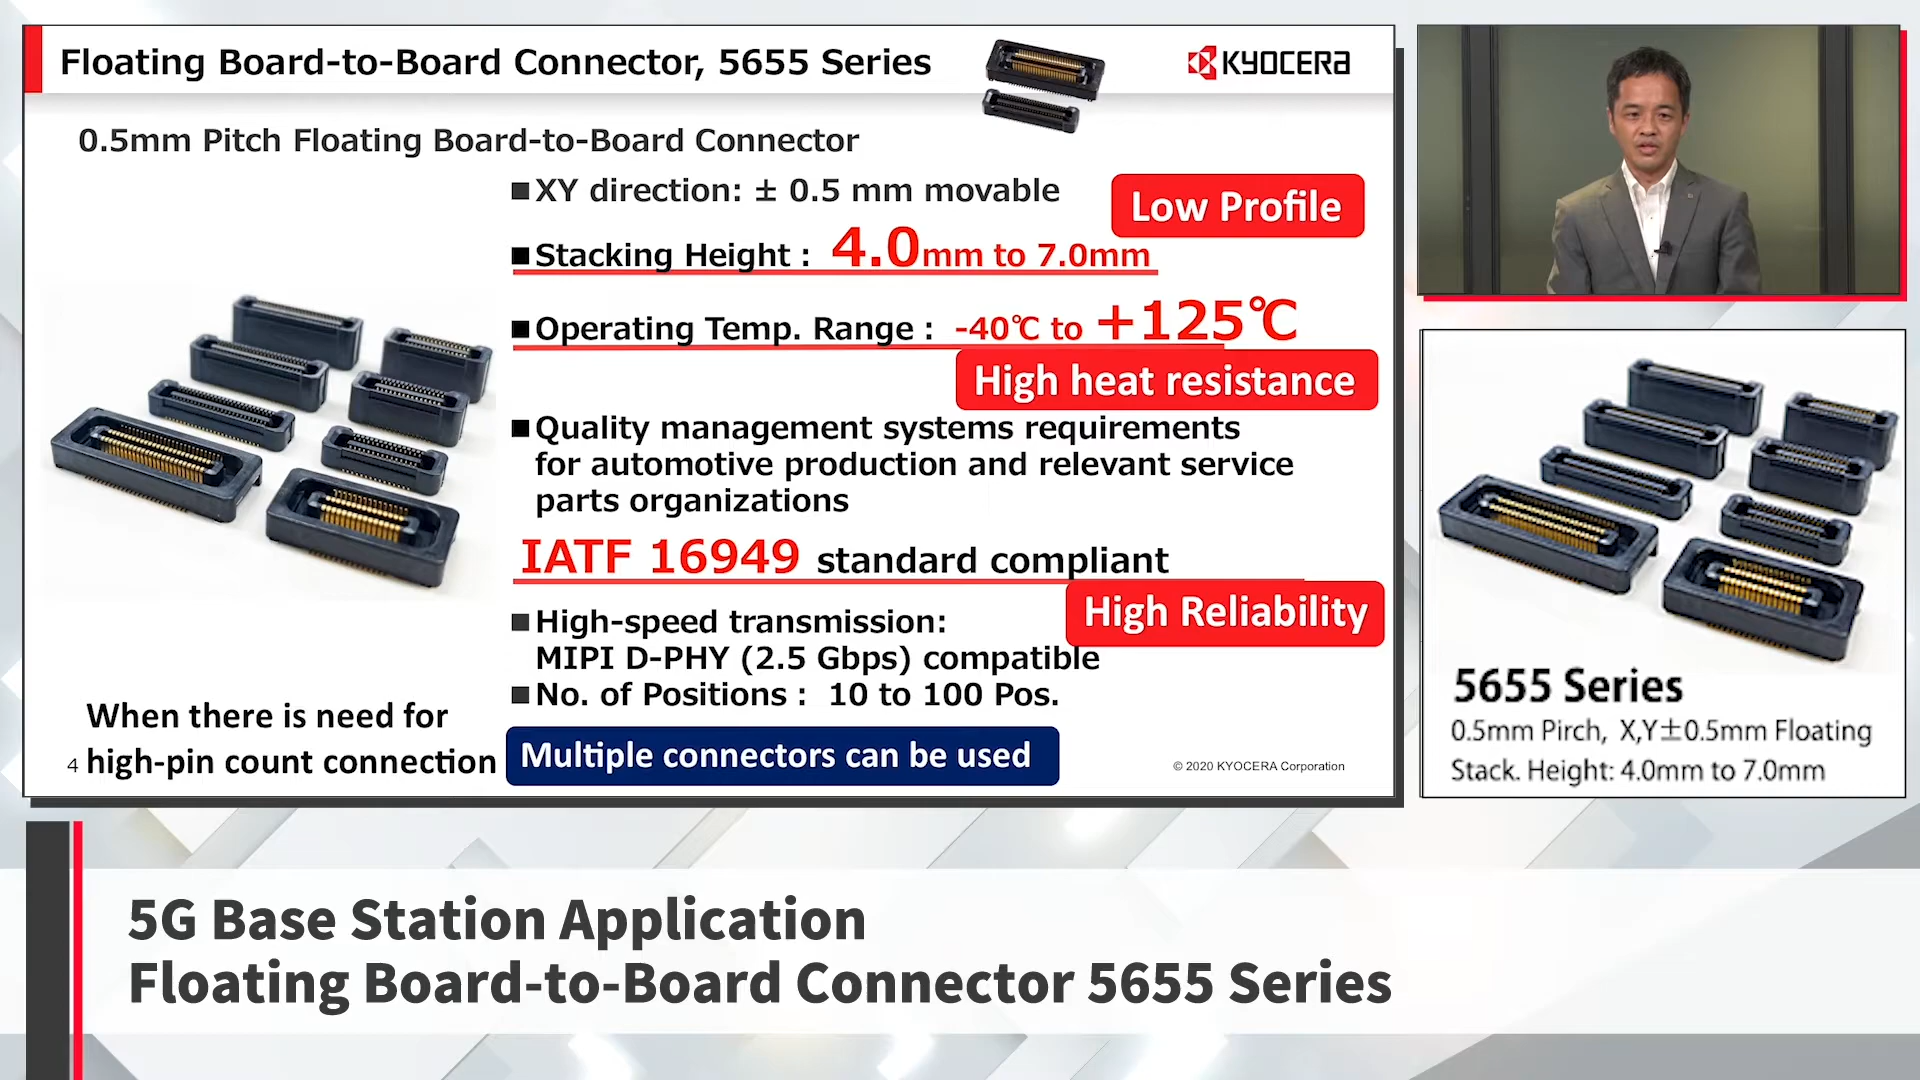 Floating Board-to-Board Connector, 5655 Series
KYOCERA
0.5mm Pitch Floating Board-to-Board Connector
■XY direction: ± 0.5 mm movable
Low Profile
■Stacking Height : 4.0mm to 7.0mm
■Operating Temp. Range : -40℃ to +125℃
High heat resistance
■Quality management systems requirements
for automotive production and relevant service
parts organizations
IATF 16949 standard compliant
High Reliability
■High-speed transmission:
MIPI D-PHY (2.5 Gbps) compatible
■No. of Positions : 10 to 100 Pos.
When there is need for
high-pin count connection
Multiple connectors can be used
4
© 2020 KYOCERA Corporation
5655 Series
0.5mm Pirch, X,Y±0.5mm Floating
Stack. Height: 4.0mm to 7.0mm
5G Base Station Application
Floating Board-to-Board Connector 5655 Series